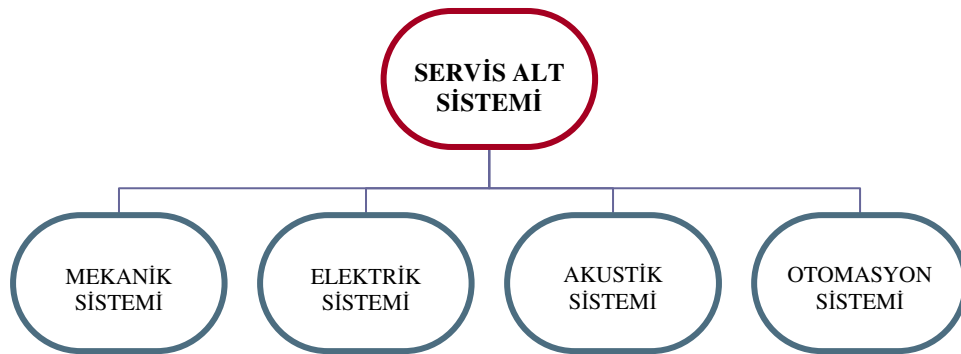 SERVİS ALT
SİSTEMİ
MEKANİK
SİSTEMİ
ELEKTRİK
SİSTEMİ
AKUSTİK
SİSTEMİ
OTOMASYON
SİSTEMİ